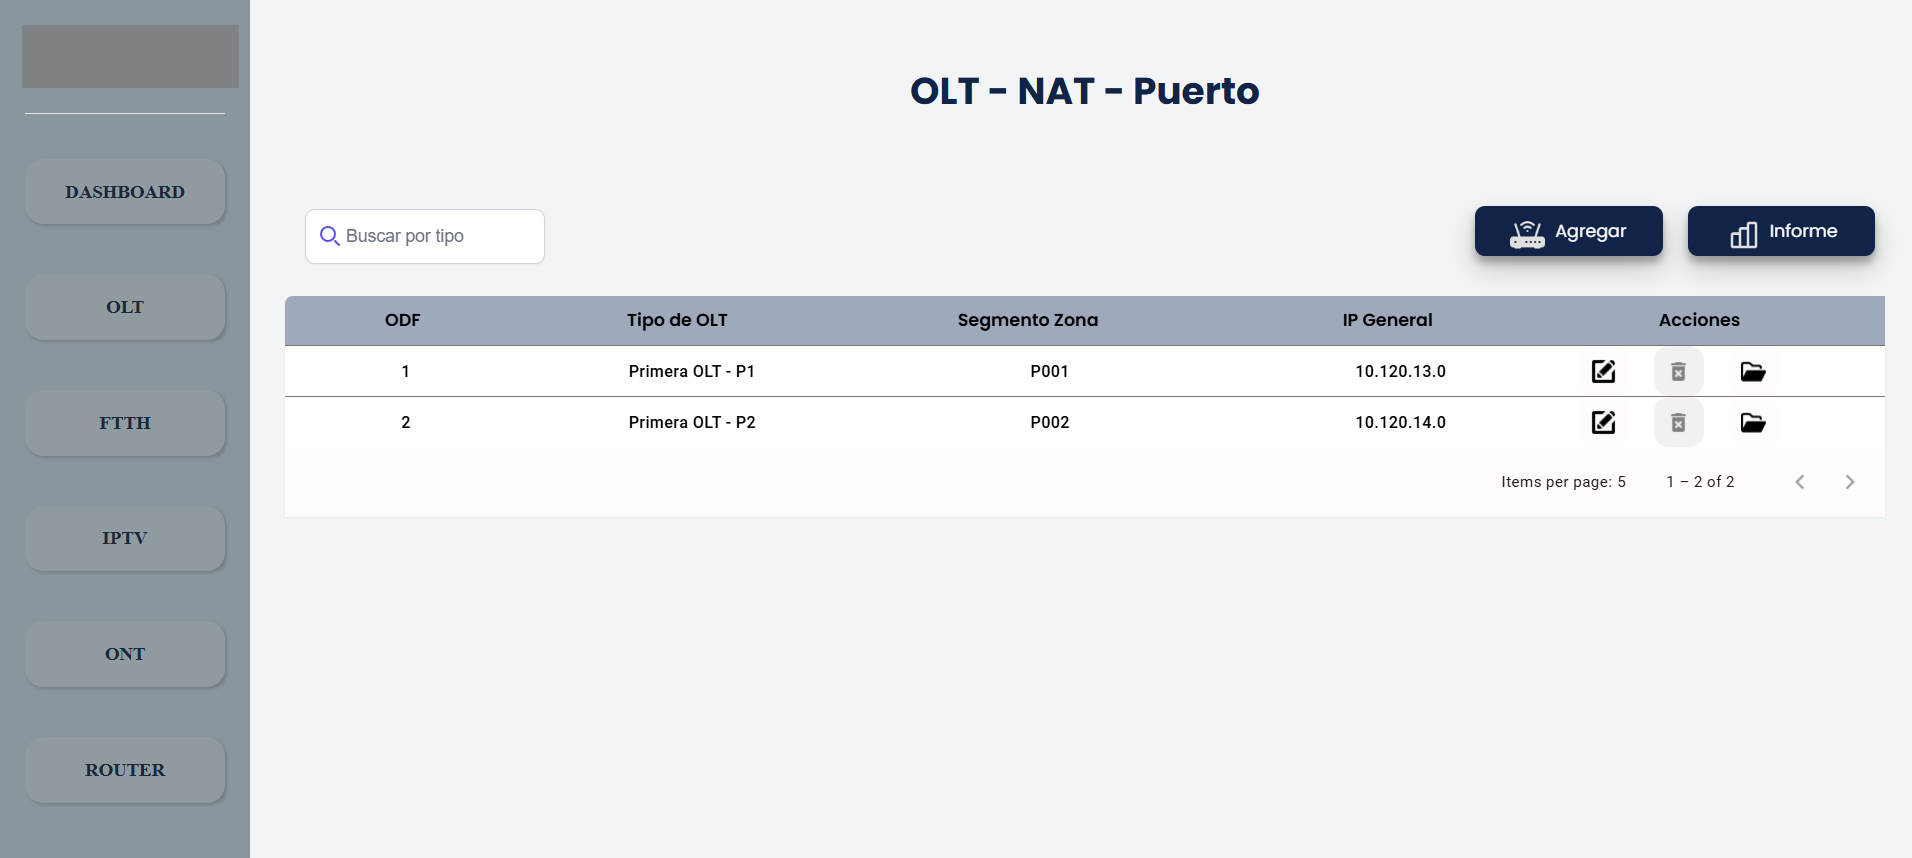 OLT - NAT - Puerto
DASHBOARD
OLT
FTTH
IPTV
ONT
ROUTER
Buscar por tipo
Agregar
Informe
ODF Tipo de OLT Segmento Zona IP General Acciones
1 Primera OLT - P1 P001 10.120.13.0
2 Primera OLT - P2 P002 10.120.14.0
Items per page: 5 1 – 2 of 2